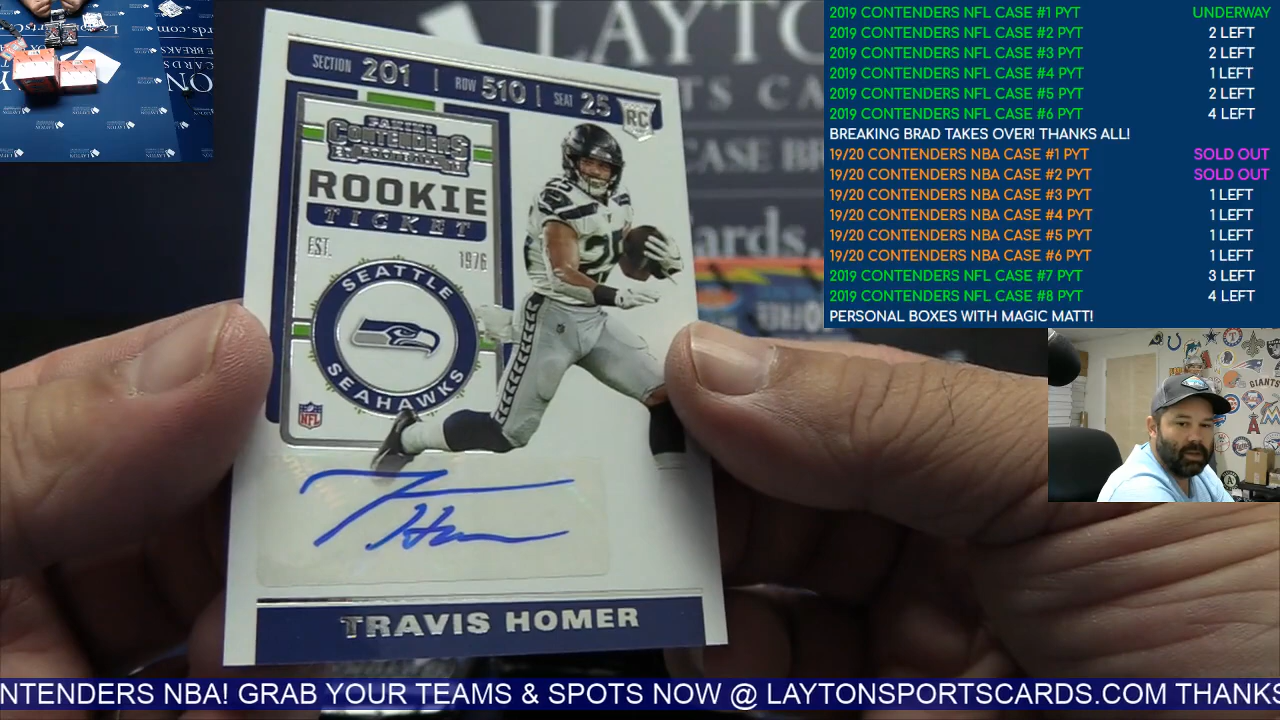 2019 CONTENDERS NFL CASE #1 PYT UNDERWAY
2019 CONTENDERS NFL CASE #2 PYT 2 LEFT
2019 CONTENDERS NFL CASE #3 PYT 2 LEFT
2019 CONTENDERS NFL CASE #4 PYT 1 LEFT
2019 CONTENDERS NFL CASE #5 PYT 2 LEFT
2019 CONTENDERS NFL CASE #6 PYT 4 LEFT
BREAKING BRAD TAKES OVER! THANKS ALL!
19/20 CONTENDERS NBA CASE #1 PYT SOLD OUT
19/20 CONTENDERS NBA CASE #2 PYT SOLD OUT
19/20 CONTENDERS NBA CASE #3 PYT 1 LEFT
19/20 CONTENDERS NBA CASE #4 PYT 1 LEFT
19/20 CONTENDERS NBA CASE #5 PYT 1 LEFT
19/20 CONTENDERS NBA CASE #6 PYT 1 LEFT
2019 CONTENDERS NFL CASE #7 PYT 3 LEFT
2019 CONTENDERS NFL CASE #8 PYT 4 LEFT
PERSONAL BOXES WITH MAGIC MATT!
LAYTON
SECTION 201 | ROW 510 | SEAT 25
RC
PANINI
CONTENDERS
ROOKIE
TICKET
EST. 1976
SEATTLE
SEAHAWKS
NFL
25
T Homer
TRAVIS HOMER
GIANTS
NTENDERS NBA! GRAB YOUR TEAMS & SPOTS NOW @ LAYTONSPORTSCARDS.COM THANKS